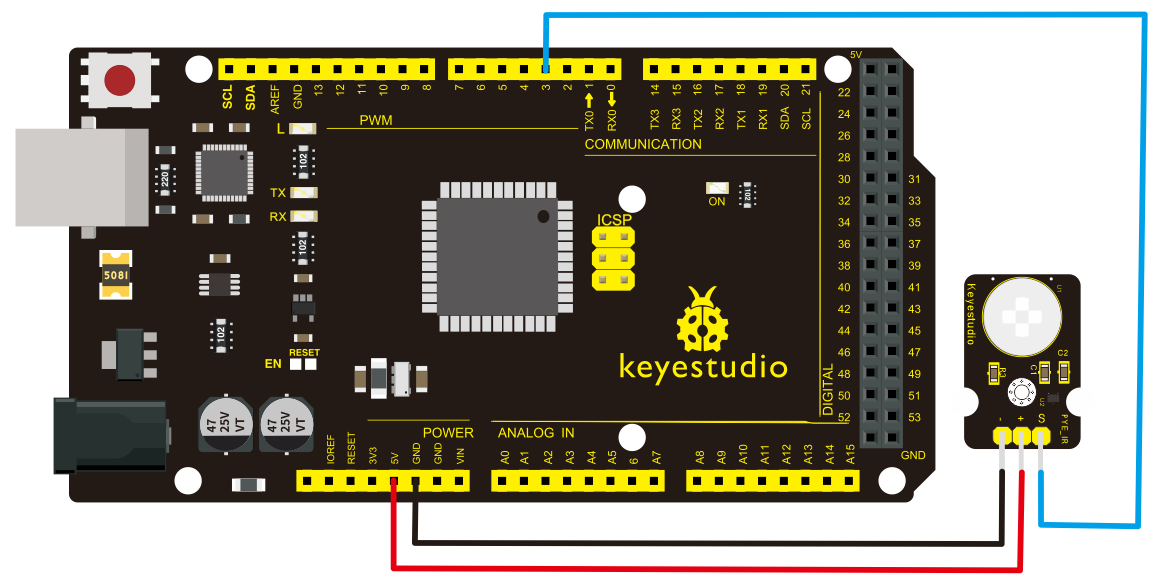 5V
SCL
SDA
AREF
GND
13
12
11
10
9
8
7
6
5
4
3
2
1
0
TX0
RX0
14
15
16
17
18
19
20
21
TX3
RX3
TX2
RX2
TX1
RX1
SDA
SCL
L
PWM
COMMUNICATION
TX
RX
220
102
102
102
102
ON
5081
ICSP
22
24
26
28
30
31
32
33
34
35
36
37
38
39
40
41
42
43
44
45
46
47
48
49
50
51
52
53
GND
DIGITAL
keyestudio
RESET
EN
47
25V
VT
47
25V
VT
POWER
ANALOG IN
IOREF
RESET
3V3
5V
GND
GND
VIN
A0
A1
A2
A3
A4
A5
6
A7
A8
A9
A10
A11
A12
A13
A14
A15
Keyestudio
U1
R3
C1
C2
U2
- + S
PYE_IR